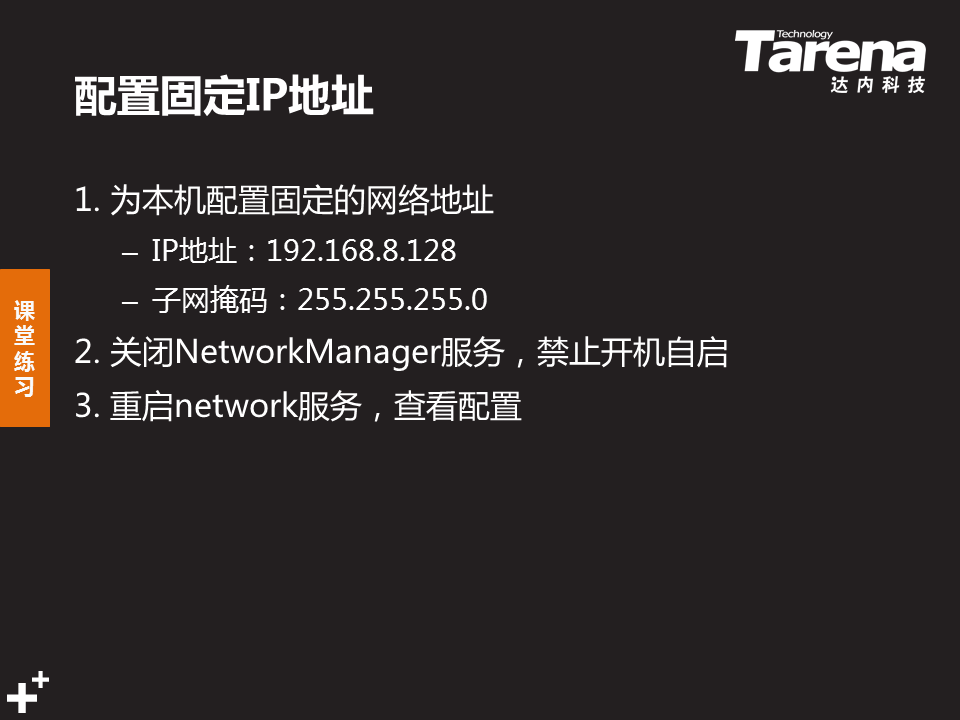 Technology
Tarena
达内科技
配置固定IP地址
1. 为本机配置固定的网络地址
– IP地址：192.168.8.128
– 子网掩码：255.255.255.0
2. 关闭NetworkManager服务，禁止开机自启
3. 重启network服务，查看配置
课堂练习